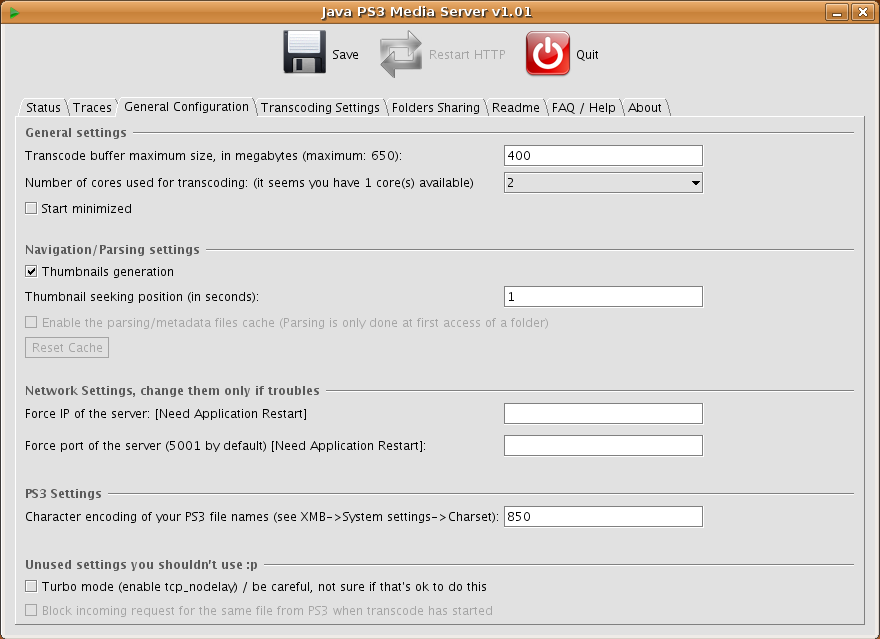 Java PS3 Media Server v1.01
Save Restart HTTP Quit
Status Traces General Configuration Transcoding Settings Folders Sharing Readme FAQ / Help About
General settings
Transcode buffer maximum size, in megabytes (maximum: 650): 400
Number of cores used for transcoding: (it seems you have 1 core(s) available) 2
Start minimized
Navigation/Parsing settings
Thumbnails generation
Thumbnail seeking position (in seconds): 1
Enable the parsing/metadata files cache (Parsing is only done at first access of a folder)
Reset Cache
Network Settings, change them only if troubles
Force IP of the server: [Need Application Restart]
Force port of the server (5001 by default) [Need Application Restart]:
PS3 Settings
Character encoding of your PS3 file names (see XMB->System settings->Charset): 850
Unused settings you shouldn't use :p
Turbo mode (enable tcp_nodelay) / be careful, not sure if that's ok to do this
Block incoming request for the same file from PS3 when transcode has started